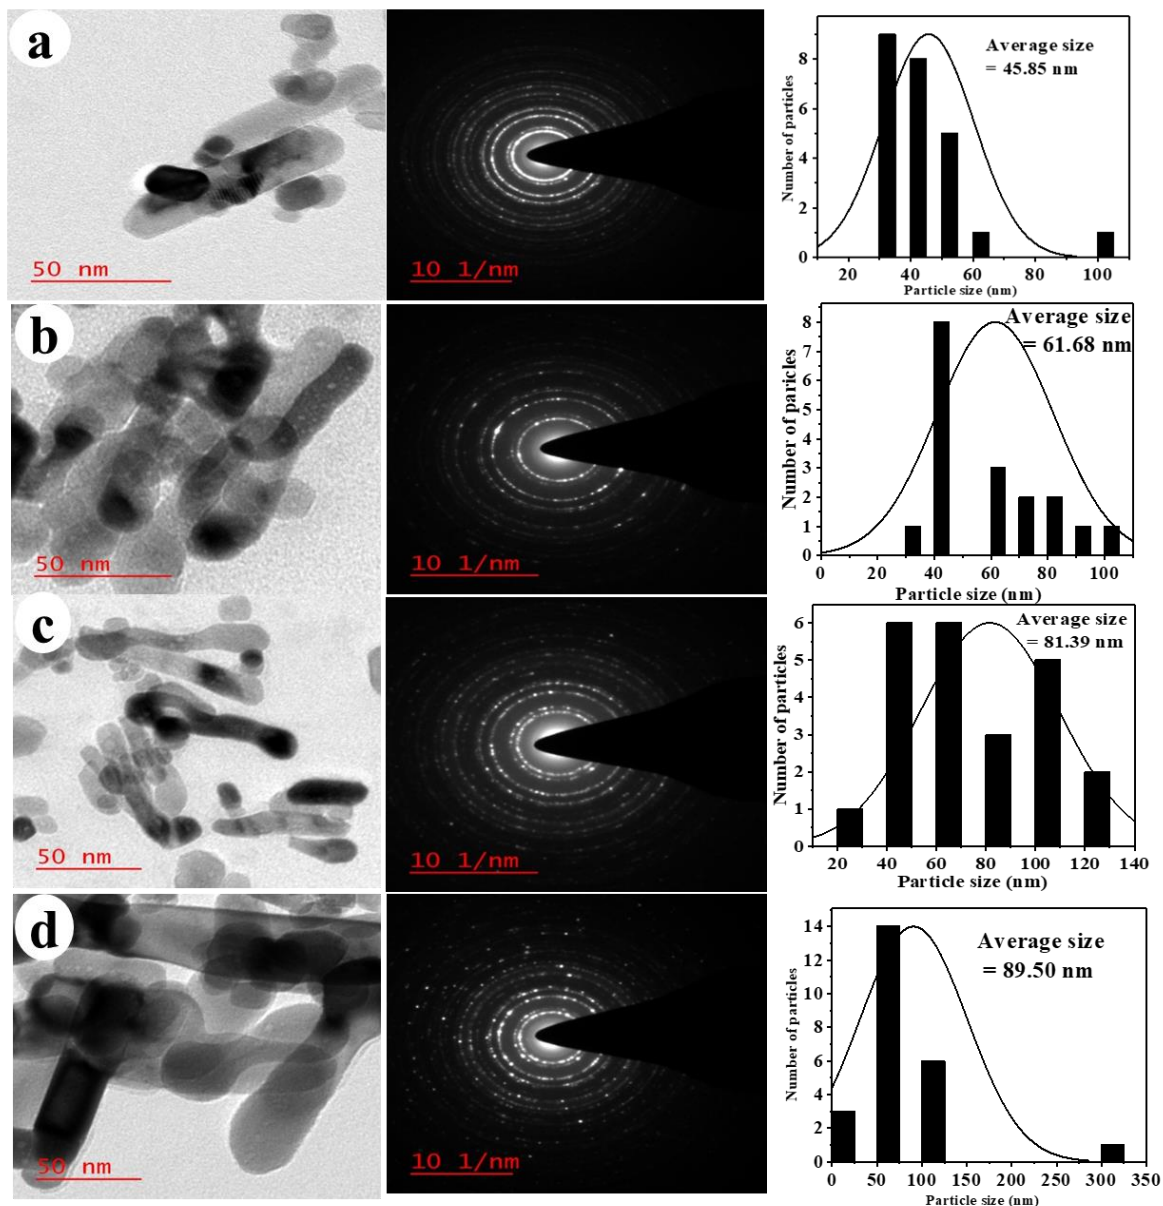 a
50 nm
10 1/nm
Number of particles
8
6
4
2
0
Average size
= 45.85 nm
20 40 60 80 100
Particle size (nm)
b
50 nm
10 1/nm
Number of paricles
8
7
6
5
4
3
2
1
0
Average size
= 61.68 nm
0 20 40 60 80 100
Particle size (nm)
c
50 nm
10 1/nm
Number of particles
6
5
4
3
2
1
0
Average size
= 81.39 nm
20 40 60 80 100 120 140
Particle size (nm)
d
50 nm
10 1/nm
Number of particles
14
12
10
8
6
4
2
0
Average size
= 89.50 nm
0 50 100 150 200 250 300 350
Particle size (nm)